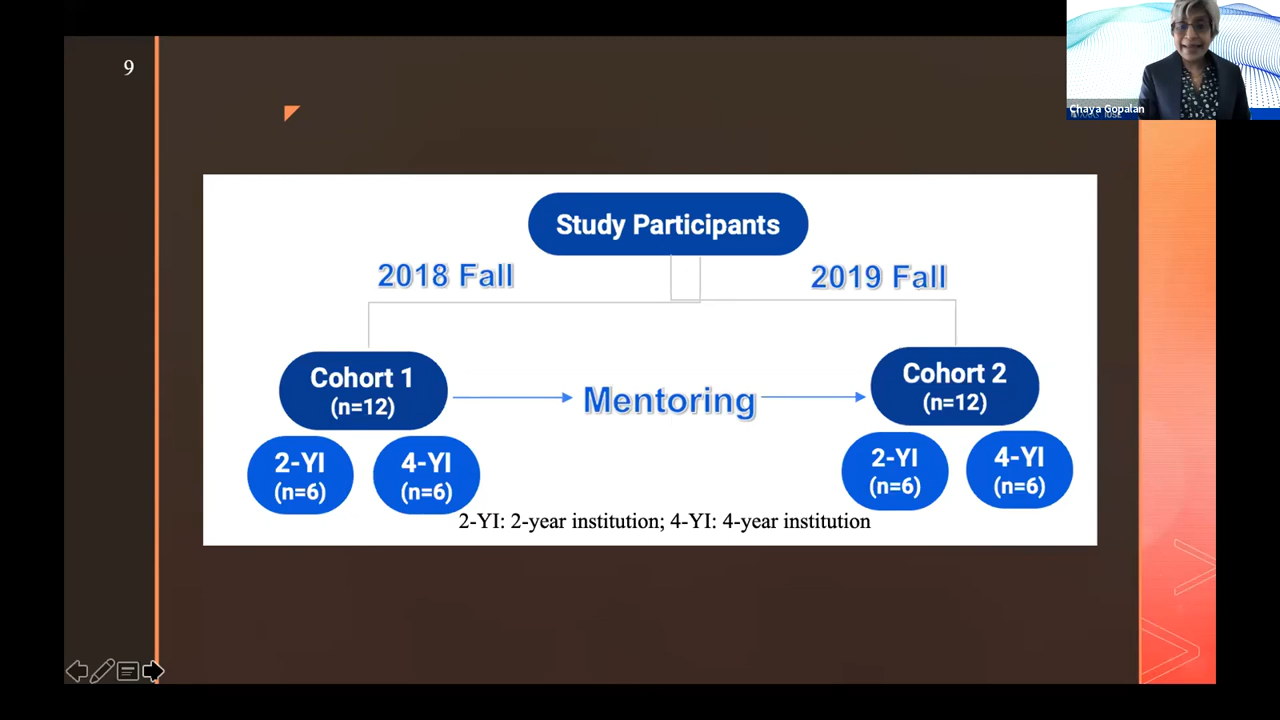 9
Chaya Gopalan
Study Participants
2018 Fall
2019 Fall
Cohort 1
(n=12)
Mentoring
Cohort 2
(n=12)
2-YI
(n=6)
4-YI
(n=6)
2-YI
(n=6)
4-YI
(n=6)
2-YI: 2-year institution; 4-YI: 4-year institution